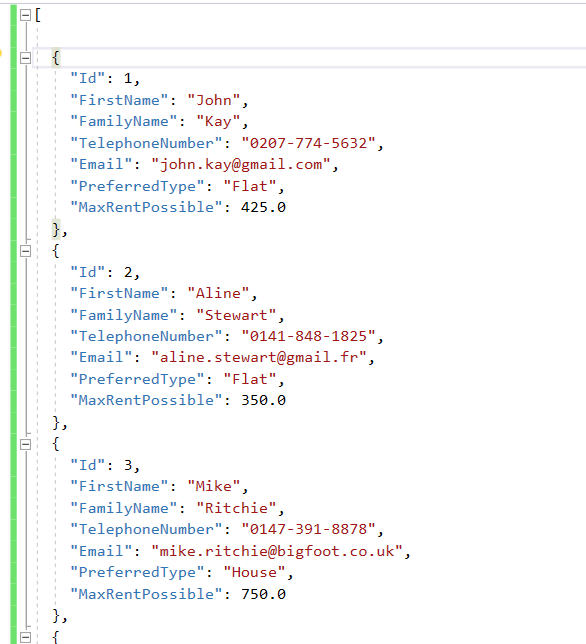 [
{
"Id": 1,
"FirstName": "John",
"FamilyName": "Kay",
"TelephoneNumber": "0207-774-5632",
"Email": "john.kay@gmail.com",
"PreferredType": "Flat",
"MaxRentPossible": 425.0
},
{
"Id": 2,
"FirstName": "Aline",
"FamilyName": "Stewart",
"TelephoneNumber": "0141-848-1825",
"Email": "aline.stewart@gmail.fr",
"PreferredType": "Flat",
"MaxRentPossible": 350.0
},
{
"Id": 3,
"FirstName": "Mike",
"FamilyName": "Ritchie",
"TelephoneNumber": "0147-391-8878",
"Email": "mike.ritchie@bigfoot.co.uk",
"PreferredType": "House",
"MaxRentPossible": 750.0
},
{